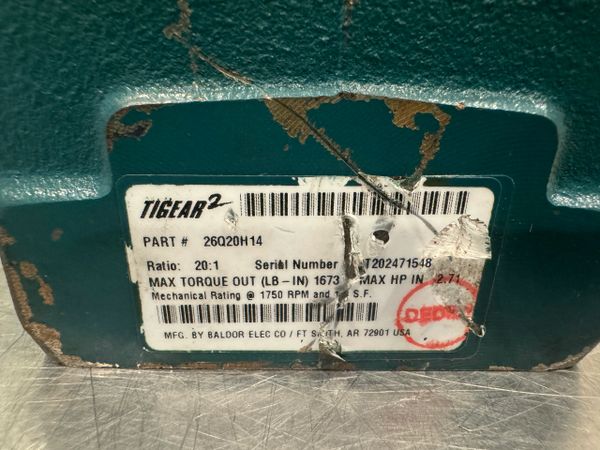 TIGEAR2
PART # 26Q20H14
Ratio: 20:1 Serial Number T202471548
MAX TORQUE OUT (LB-IN) 1673 MAX HP IN 2.71
Mechanical Rating @ 1750 RPM and S.F.
MFG. BY BALDOR ELEC CO / FT SMITH, AR 72901 USA